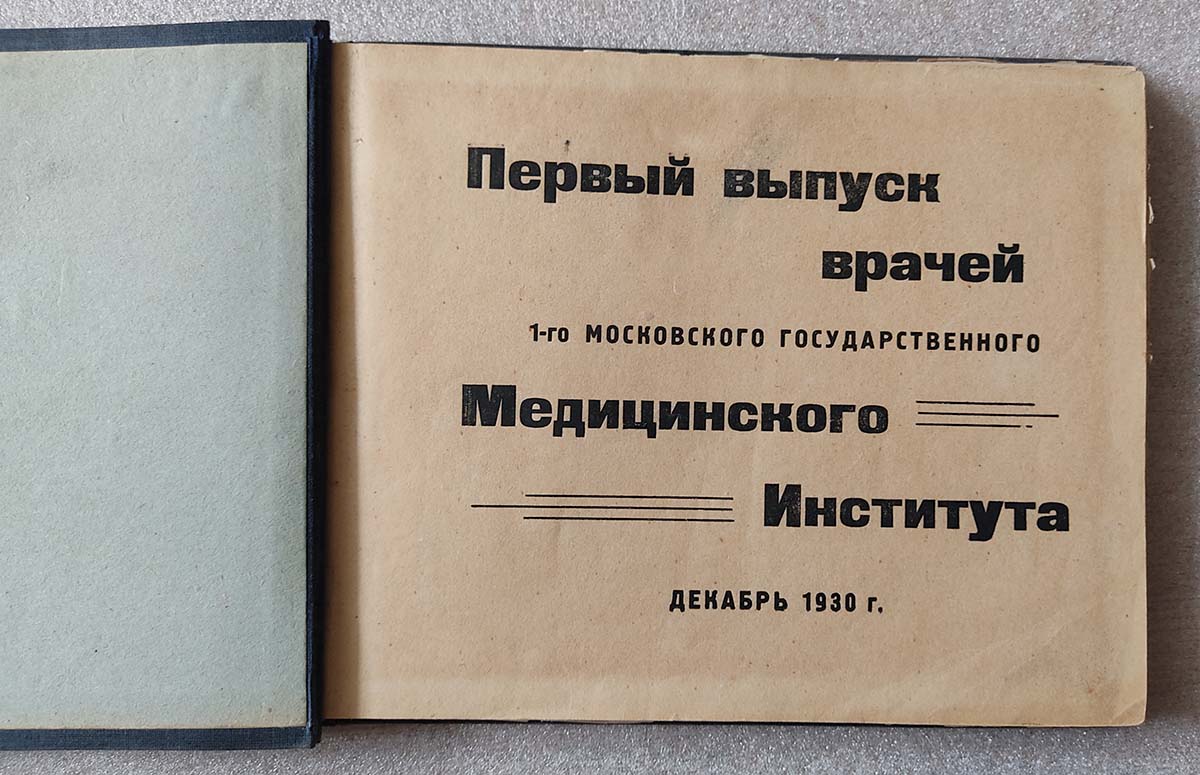 Первый выпуск
врачей
1-го МОСКОВСКОГО ГОСУДАРСТВЕННОГО
Медицинского
Института
ДЕКАБРЬ 1930 г.